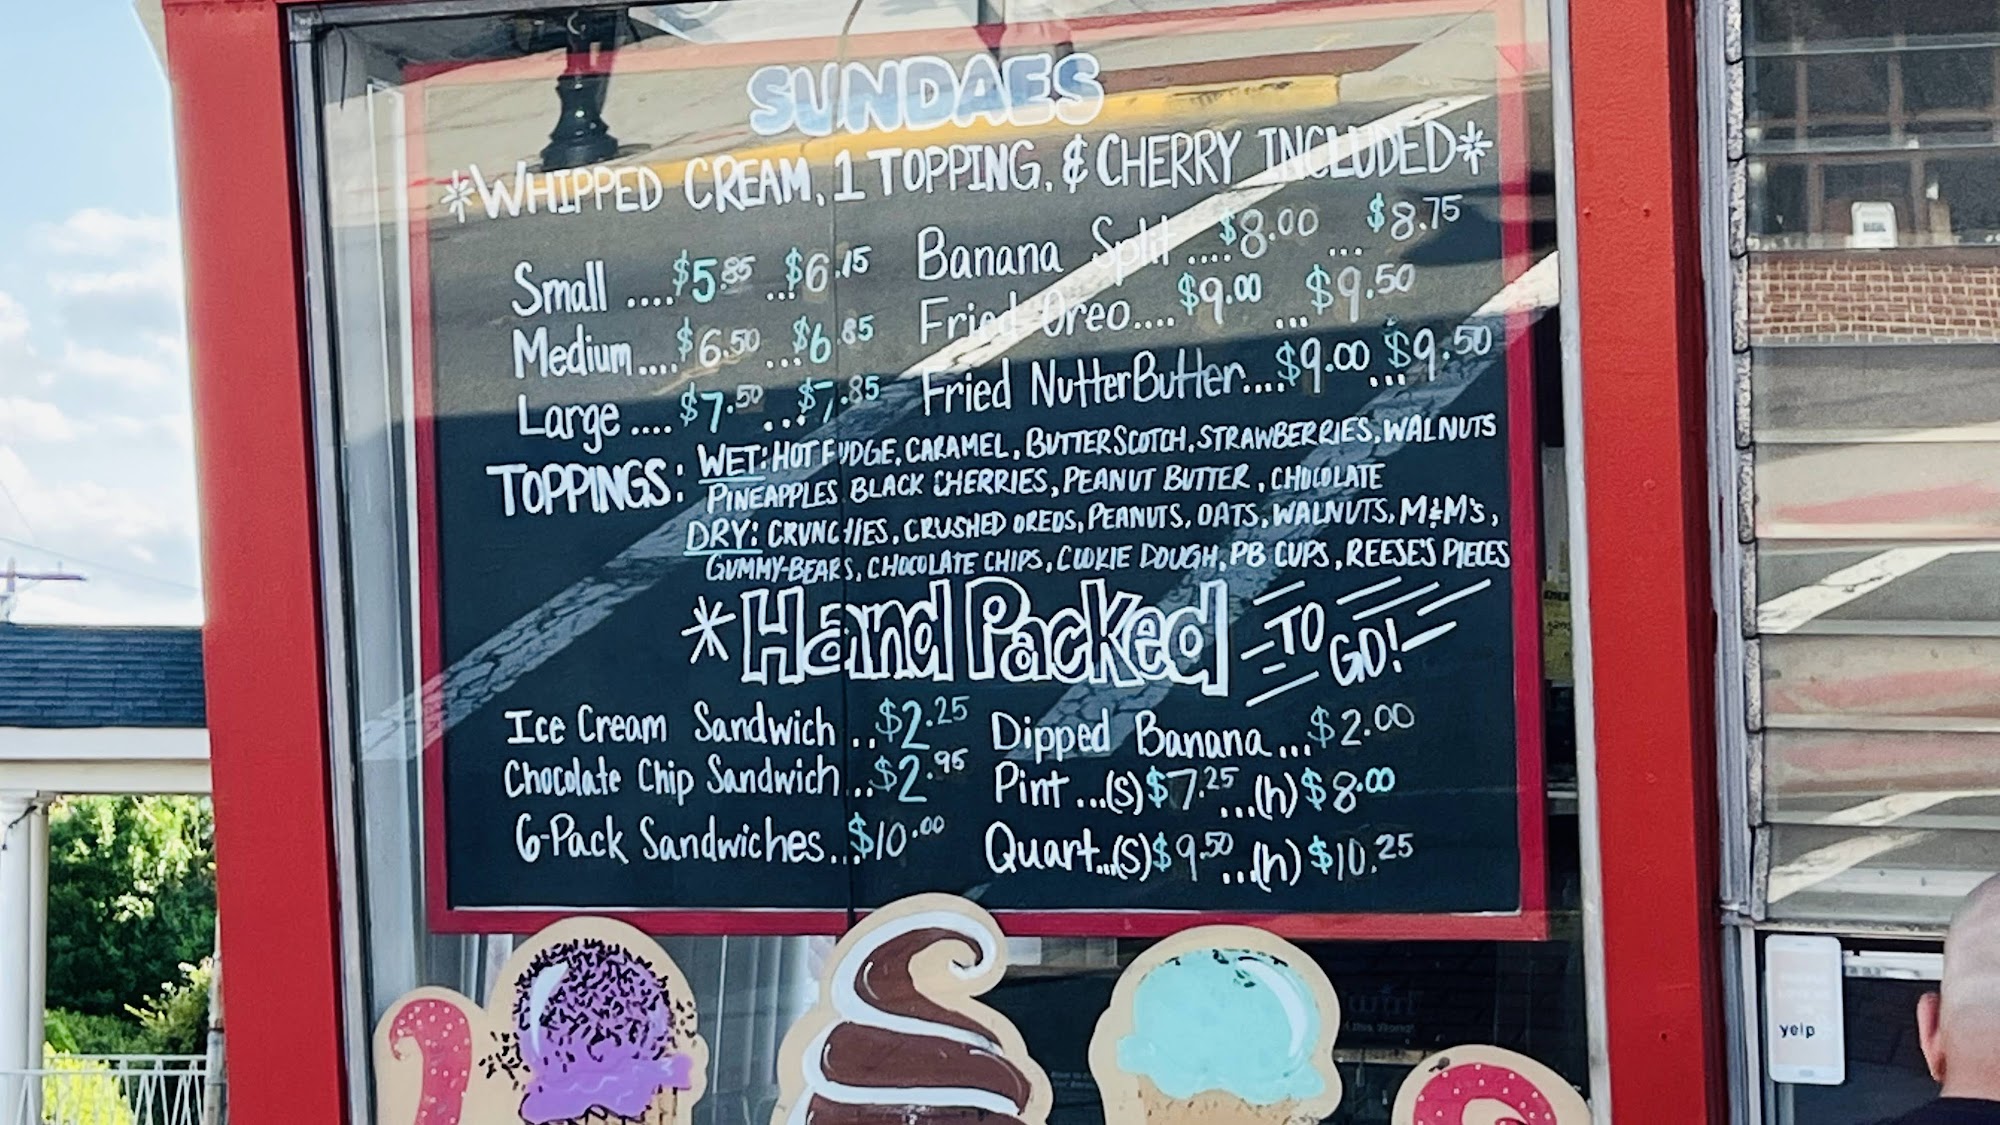 SUNDAES
*WHIPPED CREAM, 1 TOPPING, & CHERRY INCLUDED*
Small ....$5.85 ...$6.15
Medium....$6.50 ...$6.85
Large ....$7.50 ...$7.85
Banana Split ....$8.00 ...$8.75
Fried Oreo....$9.00 ...$9.50
Fried NutterButter....$9.00 ...$9.50
TOPPINGS: WET: HOT FUDGE, CARAMEL, BUTTERSCOTCH, STRAWBERRIES, WALNUTS
PINEAPPLES BLACK CHERRIES, PEANUT BUTTER, CHOCOLATE
DRY: CRUNCHIES, CRUSHED OREOS, PEANUTS, OATS, WALNUTS, M&M's,
GUMMY-BEARS, CHOCOLATE CHIPS, COOKIE DOUGH, PB CUPS, REESE'S PIECES
*Hand Packed TO GO!
Ice Cream Sandwich ..$2.25
Chocolate Chip Sandwich...$2.95
6-Pack Sandwiches...$10.00
Dipped Banana...$2.00
Pint ...(s)$7.25...(h)$8.00
Quart...(s)$9.50...(h)$10.25
yelp